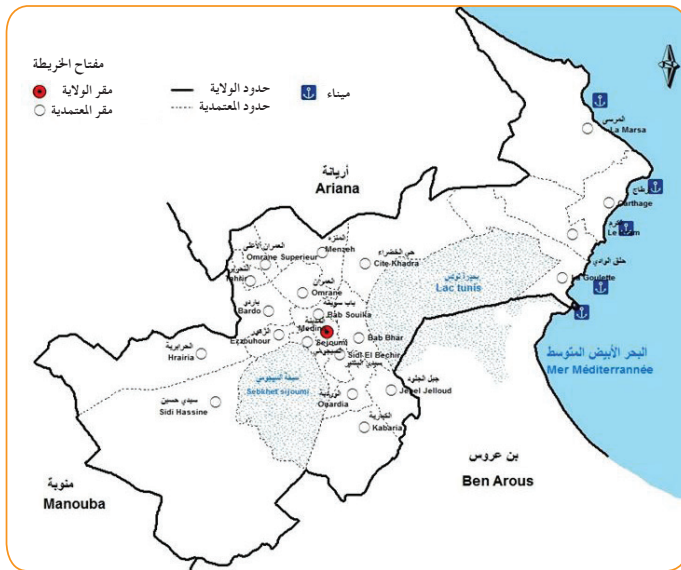 مفتاح الخريطة
مقر الولاية
حدود الولاية
ميناء
مقر المعتمدية
حدود المعتمدية
المرسى
La Marsa
أريانة
Ariana
Carthage
المنزه
Menzeh
العمران الأعلى
Omrane Superieur
حي الخضراء
Cite Khadra
التحرير
Tahrir
حلق الوادي
La Goulette
بحيرة تونس
Lac tunis
العمران
Omrane
باردو
Bardo
باب سويقة
Bab Souika
المدينة
Medina
Bab Bhar
الزهور
Ezzouhour
Sejoumi
السيجومي
Sidi El Bechir
سيدي البشير
الحرايرية
Hrairia
البحر الأبيض المتوسط
Mer Méditerrannée
سبخة السيجومي
Sebkhet sijoumi
جبل الجلود
Jebel Jelloud
سيدي حسين
Sidi Hassine
الوردية
Ouardia
الكبارية
Kabaria
بن عروس
Ben Arous
منوبة
Manouba